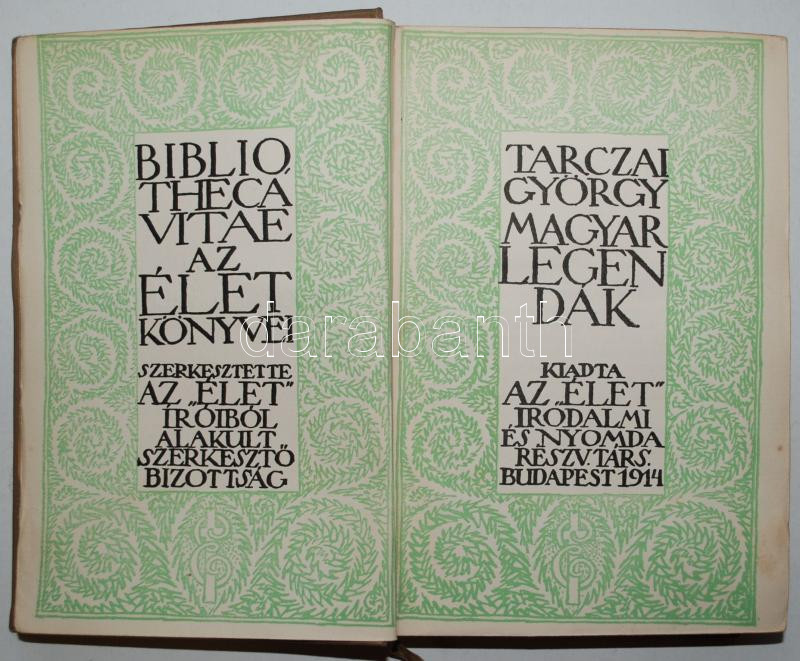 BIBLIO,
THECA
VITAE
AZ
ÉLET
KÖNYVEI
SZERKESZTETTE
AZ „ÉLET"
ÍRÓIBÓL
ALAKULT
SZERKESZTŐ
BIZOTTSÁG
TARCZAI
GYÖRGY
MAGYAR
LEGEN
DÁK
KIADTA
AZ „ÉLET"
IRODALMI
ÉS NYOMDA
RÉSZV. TÁRS.
BUDAPEST 1914
darabanth